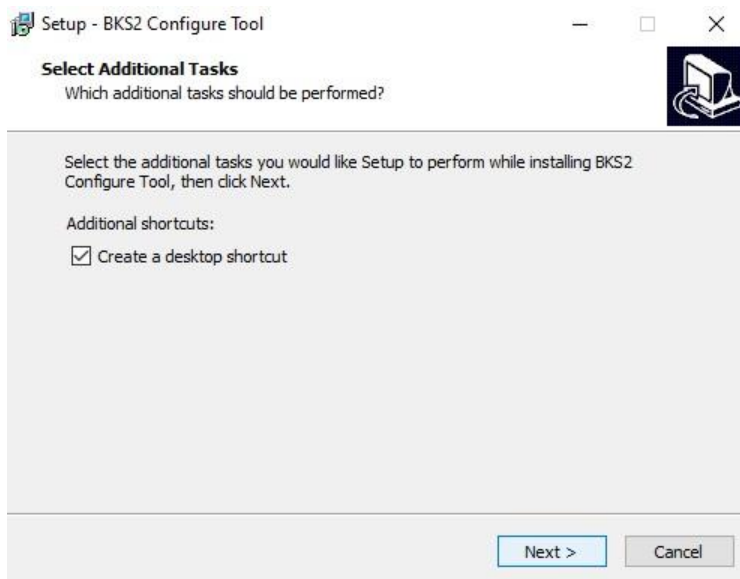 Setup - BKS2 Configure Tool
Select Additional Tasks
Which additional tasks should be performed?
Select the additional tasks you would like Setup to perform while installing BKS2
Configure Tool, then click Next.
Additional shortcuts:
Create a desktop shortcut
Next >
Cancel